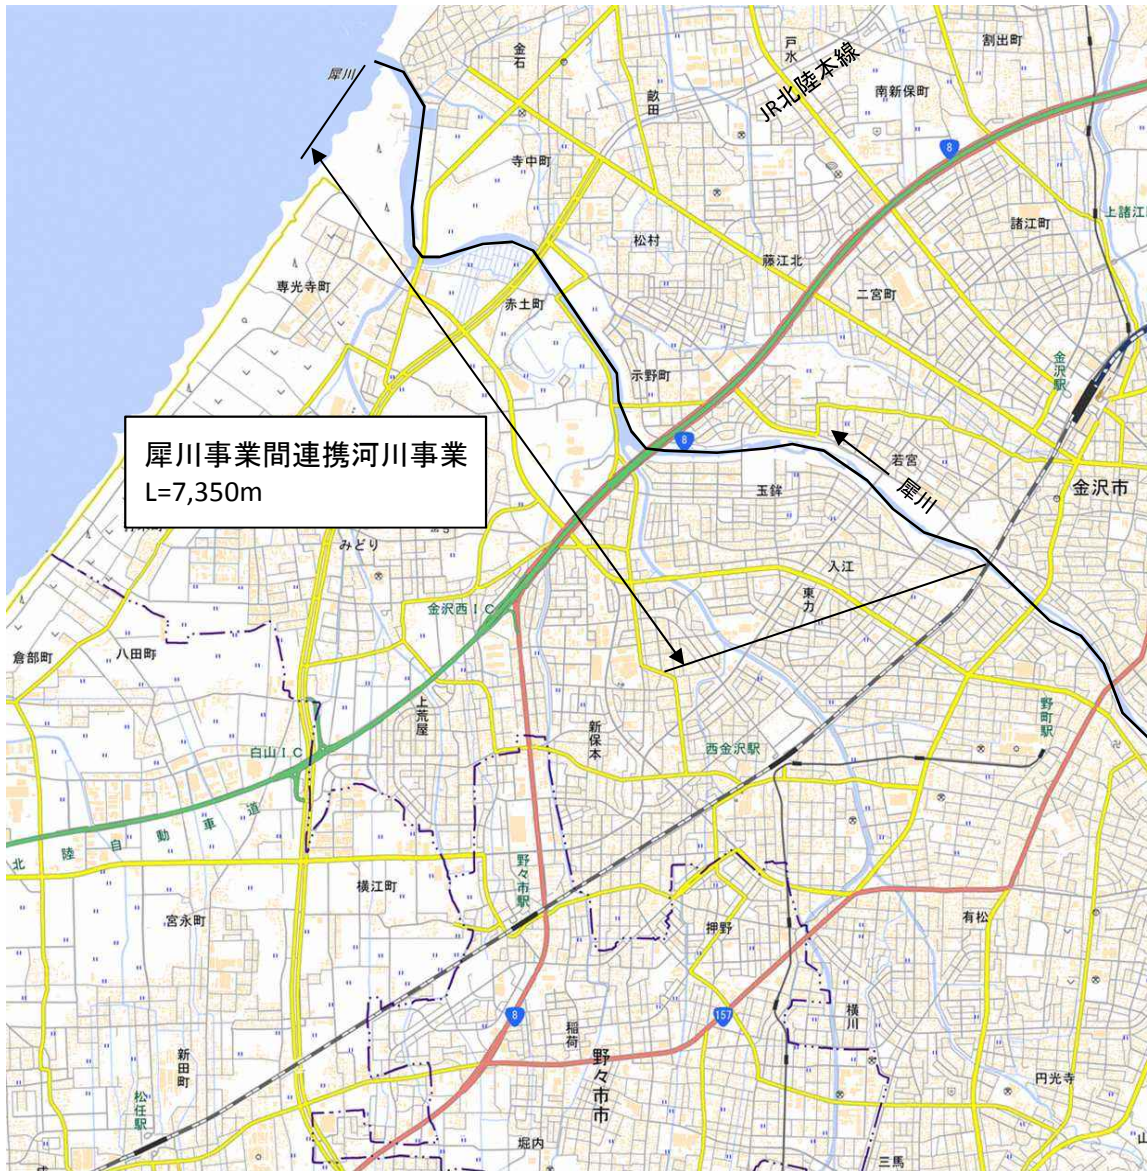 金石
戸水
割出町
犀川
JR北陸本線
畝田
南新保町
8
寺中町
上諸江
諸江町
松村
藤江北
専光寺町
二宮町
赤土町
金沢駅
示野町
犀川事業間連携河川事業
L=7,350m
8
若宮
玉鉾
犀川
金沢市
みどり
入江
東力
金沢西IC
倉部町
八田町
上荒屋
新保本
野町駅
西金沢駅
白山IC
北陸自動車道
野々市駅
横江町
宮永町
押野
有松
8
157
横川
稲荷
新田町
野々市市
円光寺
松任駅
堀内
三馬
山